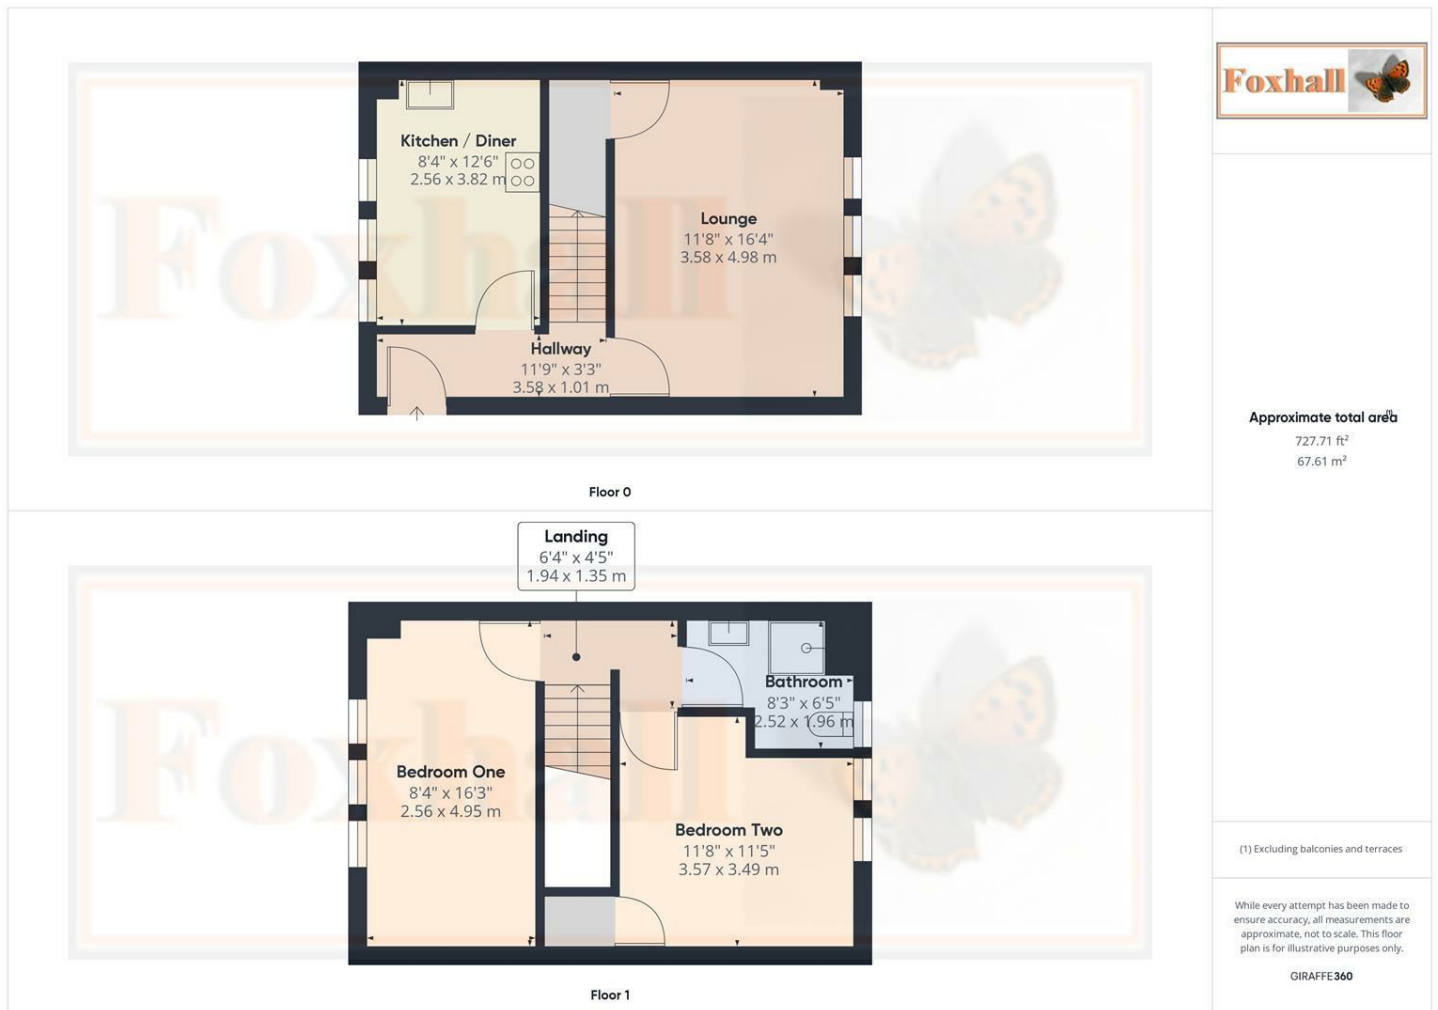 Foxhall
Kitchen / Diner
8'4" x 12'6"
2.56 x 3.82 m
Lounge
11'8" x 16'4"
3.58 x 4.98 m
Hallway
11'9" x 3'3"
3.58 x 1.01 m
Foxhall
Floor 0
Landing
6'4" x 4'5"
1.94 x 1.35 m
Bathroom
8'3" x 6'5"
2.52 x 1.96 m
Bedroom One
8'4" x 16'3"
2.56 x 4.95 m
Bedroom Two
11'8" x 11'5"
3.57 x 3.49 m
Foxhall
Floor 1
Approximate total area(1)
727.71 ft²
67.61 m²
(1) Excluding balconies and terraces
While every attempt has been made to
ensure accuracy, all measurements are
approximate, not to scale. This floor
plan is for illustrative purposes only.
GIRAFFE360